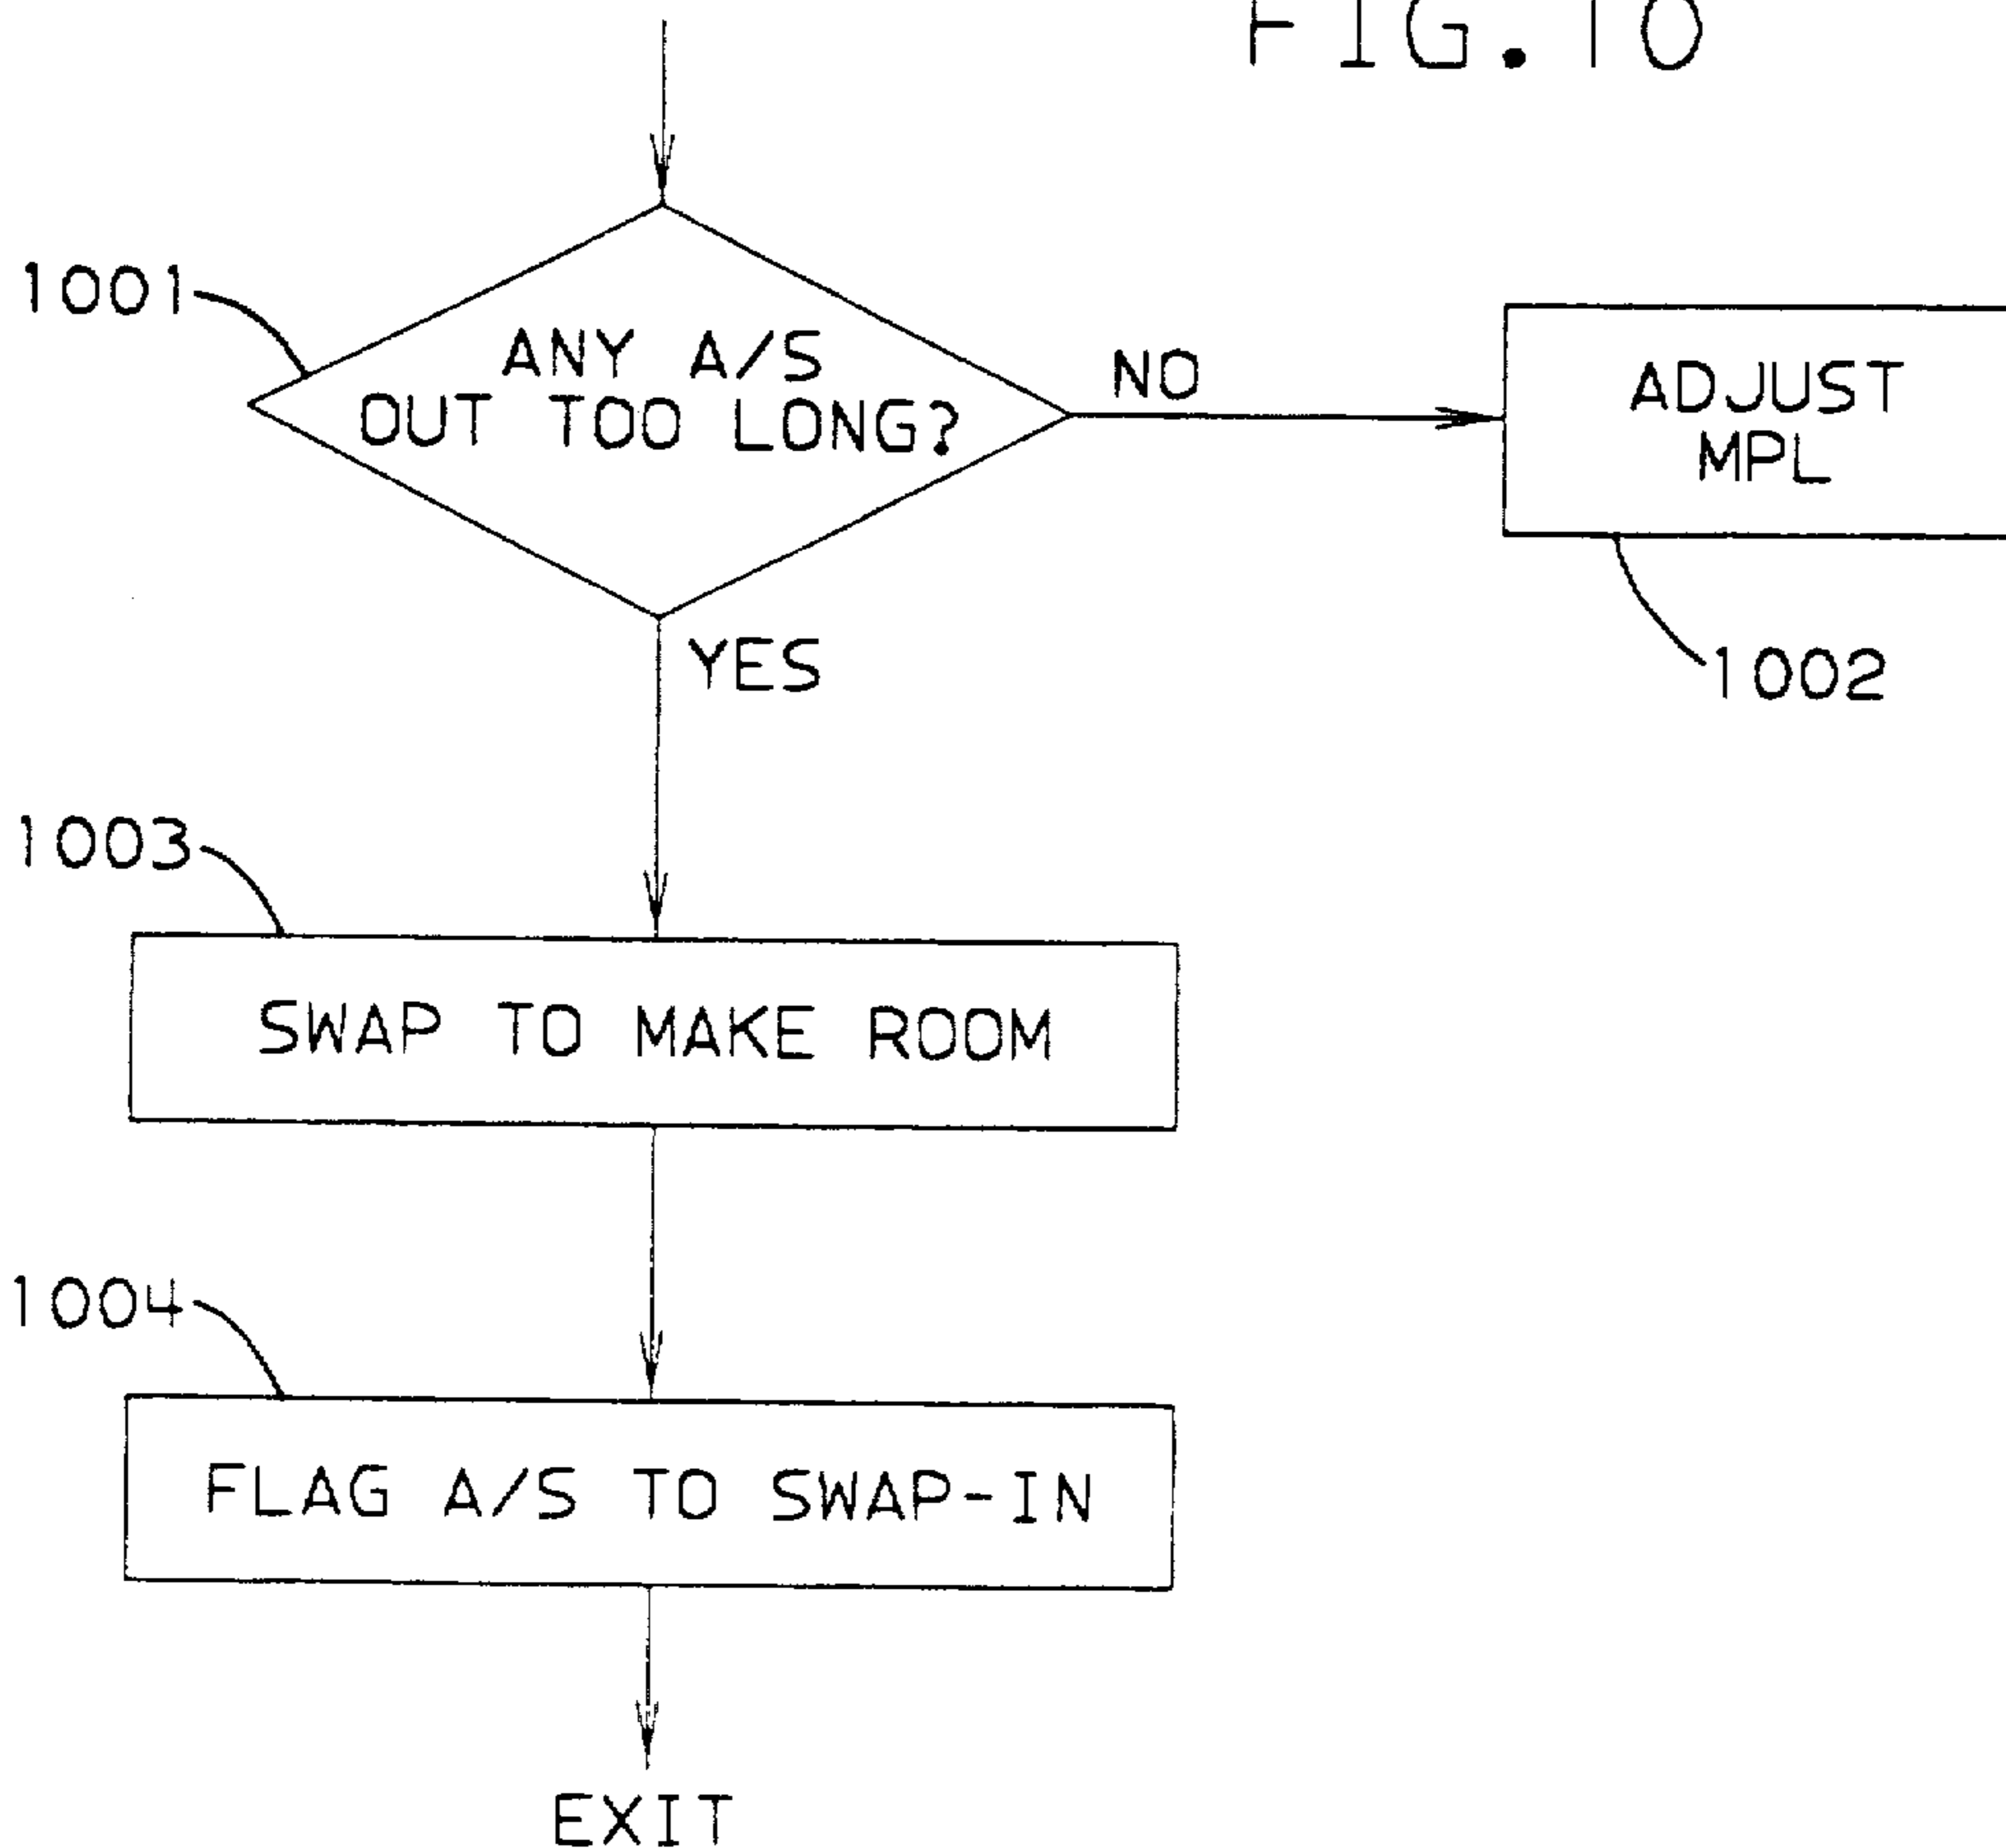 FIG.10
1001
ANY A/S
OUT TOO LONG?
NO
ADJUST
MPL
1002
YES
1003
SWAP TO MAKE ROOM
1004
FLAG A/S TO SWAP-IN
EXIT